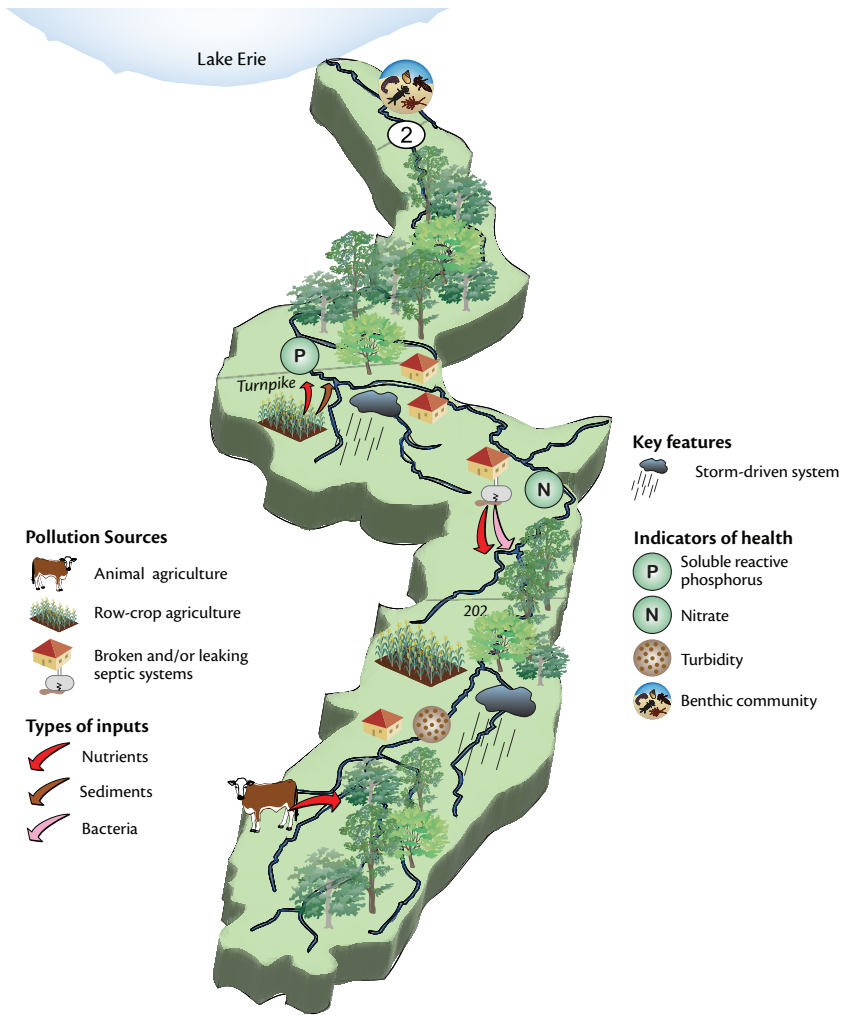 Lake Erie
2
P
Turnpike
N
202
Key features
Storm-driven system
Indicators of health
P
Soluble reactive
phosphorus
N
Nitrate
Turbidity
Benthic community
Pollution Sources
Animal agriculture
Row-crop agriculture
Broken and/or leaking
septic systems
Types of inputs
Nutrients
Sediments
Bacteria